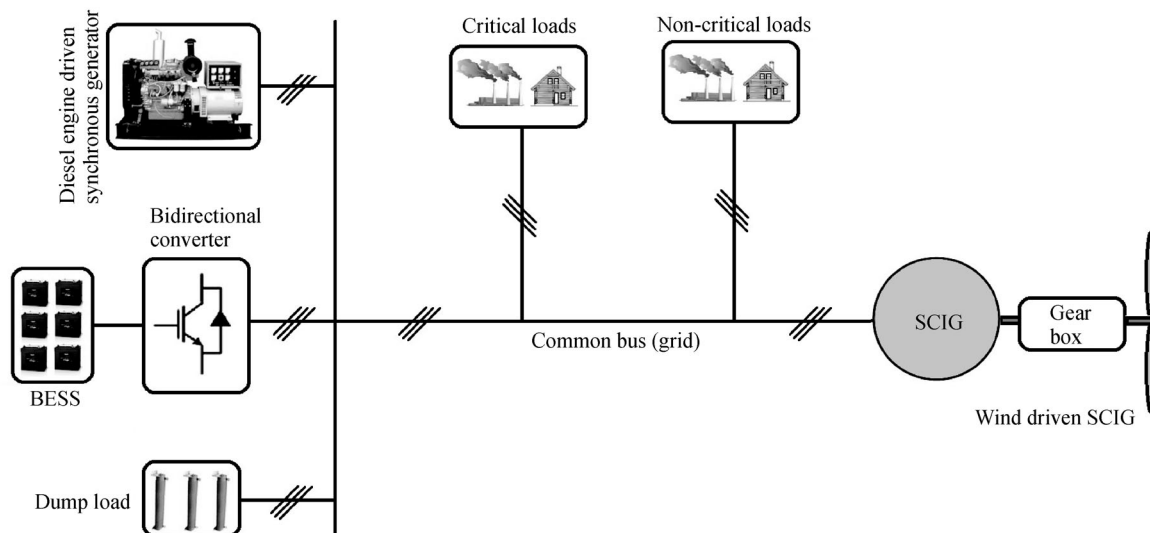 Diesel engine driven
synchronous generator
Critical loads
Non-critical loads
Bidirectional
converter
BESS
Common bus (grid)
SCIG
Gear
box
Wind driven SCIG
Dump load